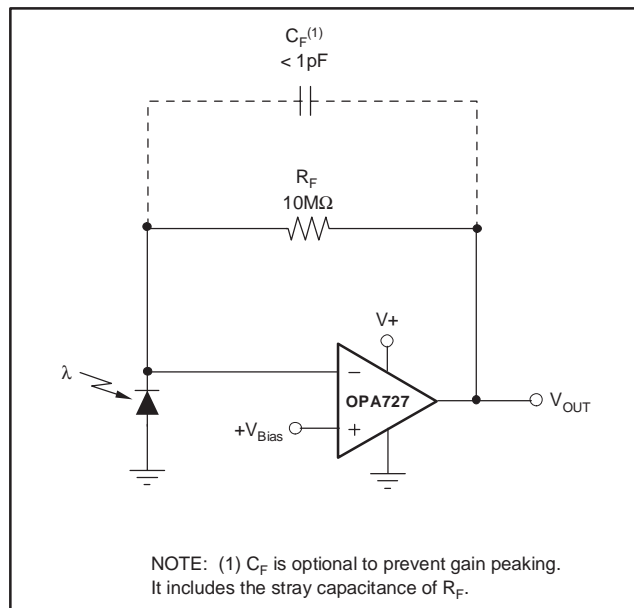 C_F(1)
< 1pF
R_F
10MΩ
V+
λ
−
OPA727
+V_Bias
+
V_OUT
NOTE: (1) C_F is optional to prevent gain peaking.
It includes the stray capacitance of R_F.